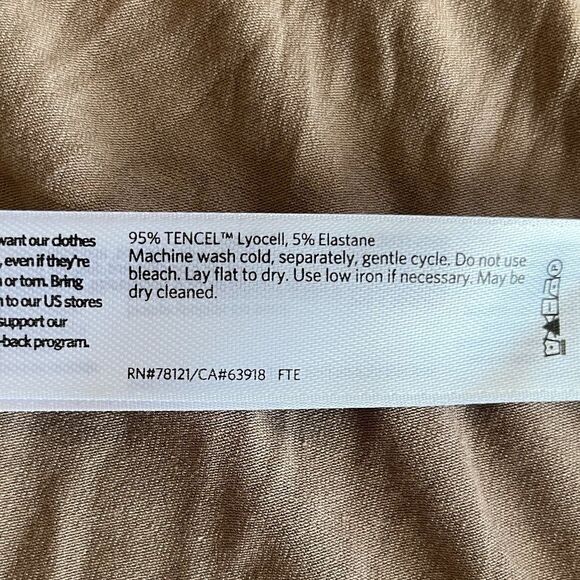 want our clothes
, even if they're
or torn. Bring
to our US stores
support our
-back program.
95% TENCEL™ Lyocell, 5% Elastane
Machine wash cold, separately, gentle cycle. Do not use
bleach. Lay flat to dry. Use low iron if necessary. May be
dry cleaned.
RN#78121/CA#63918 FTE